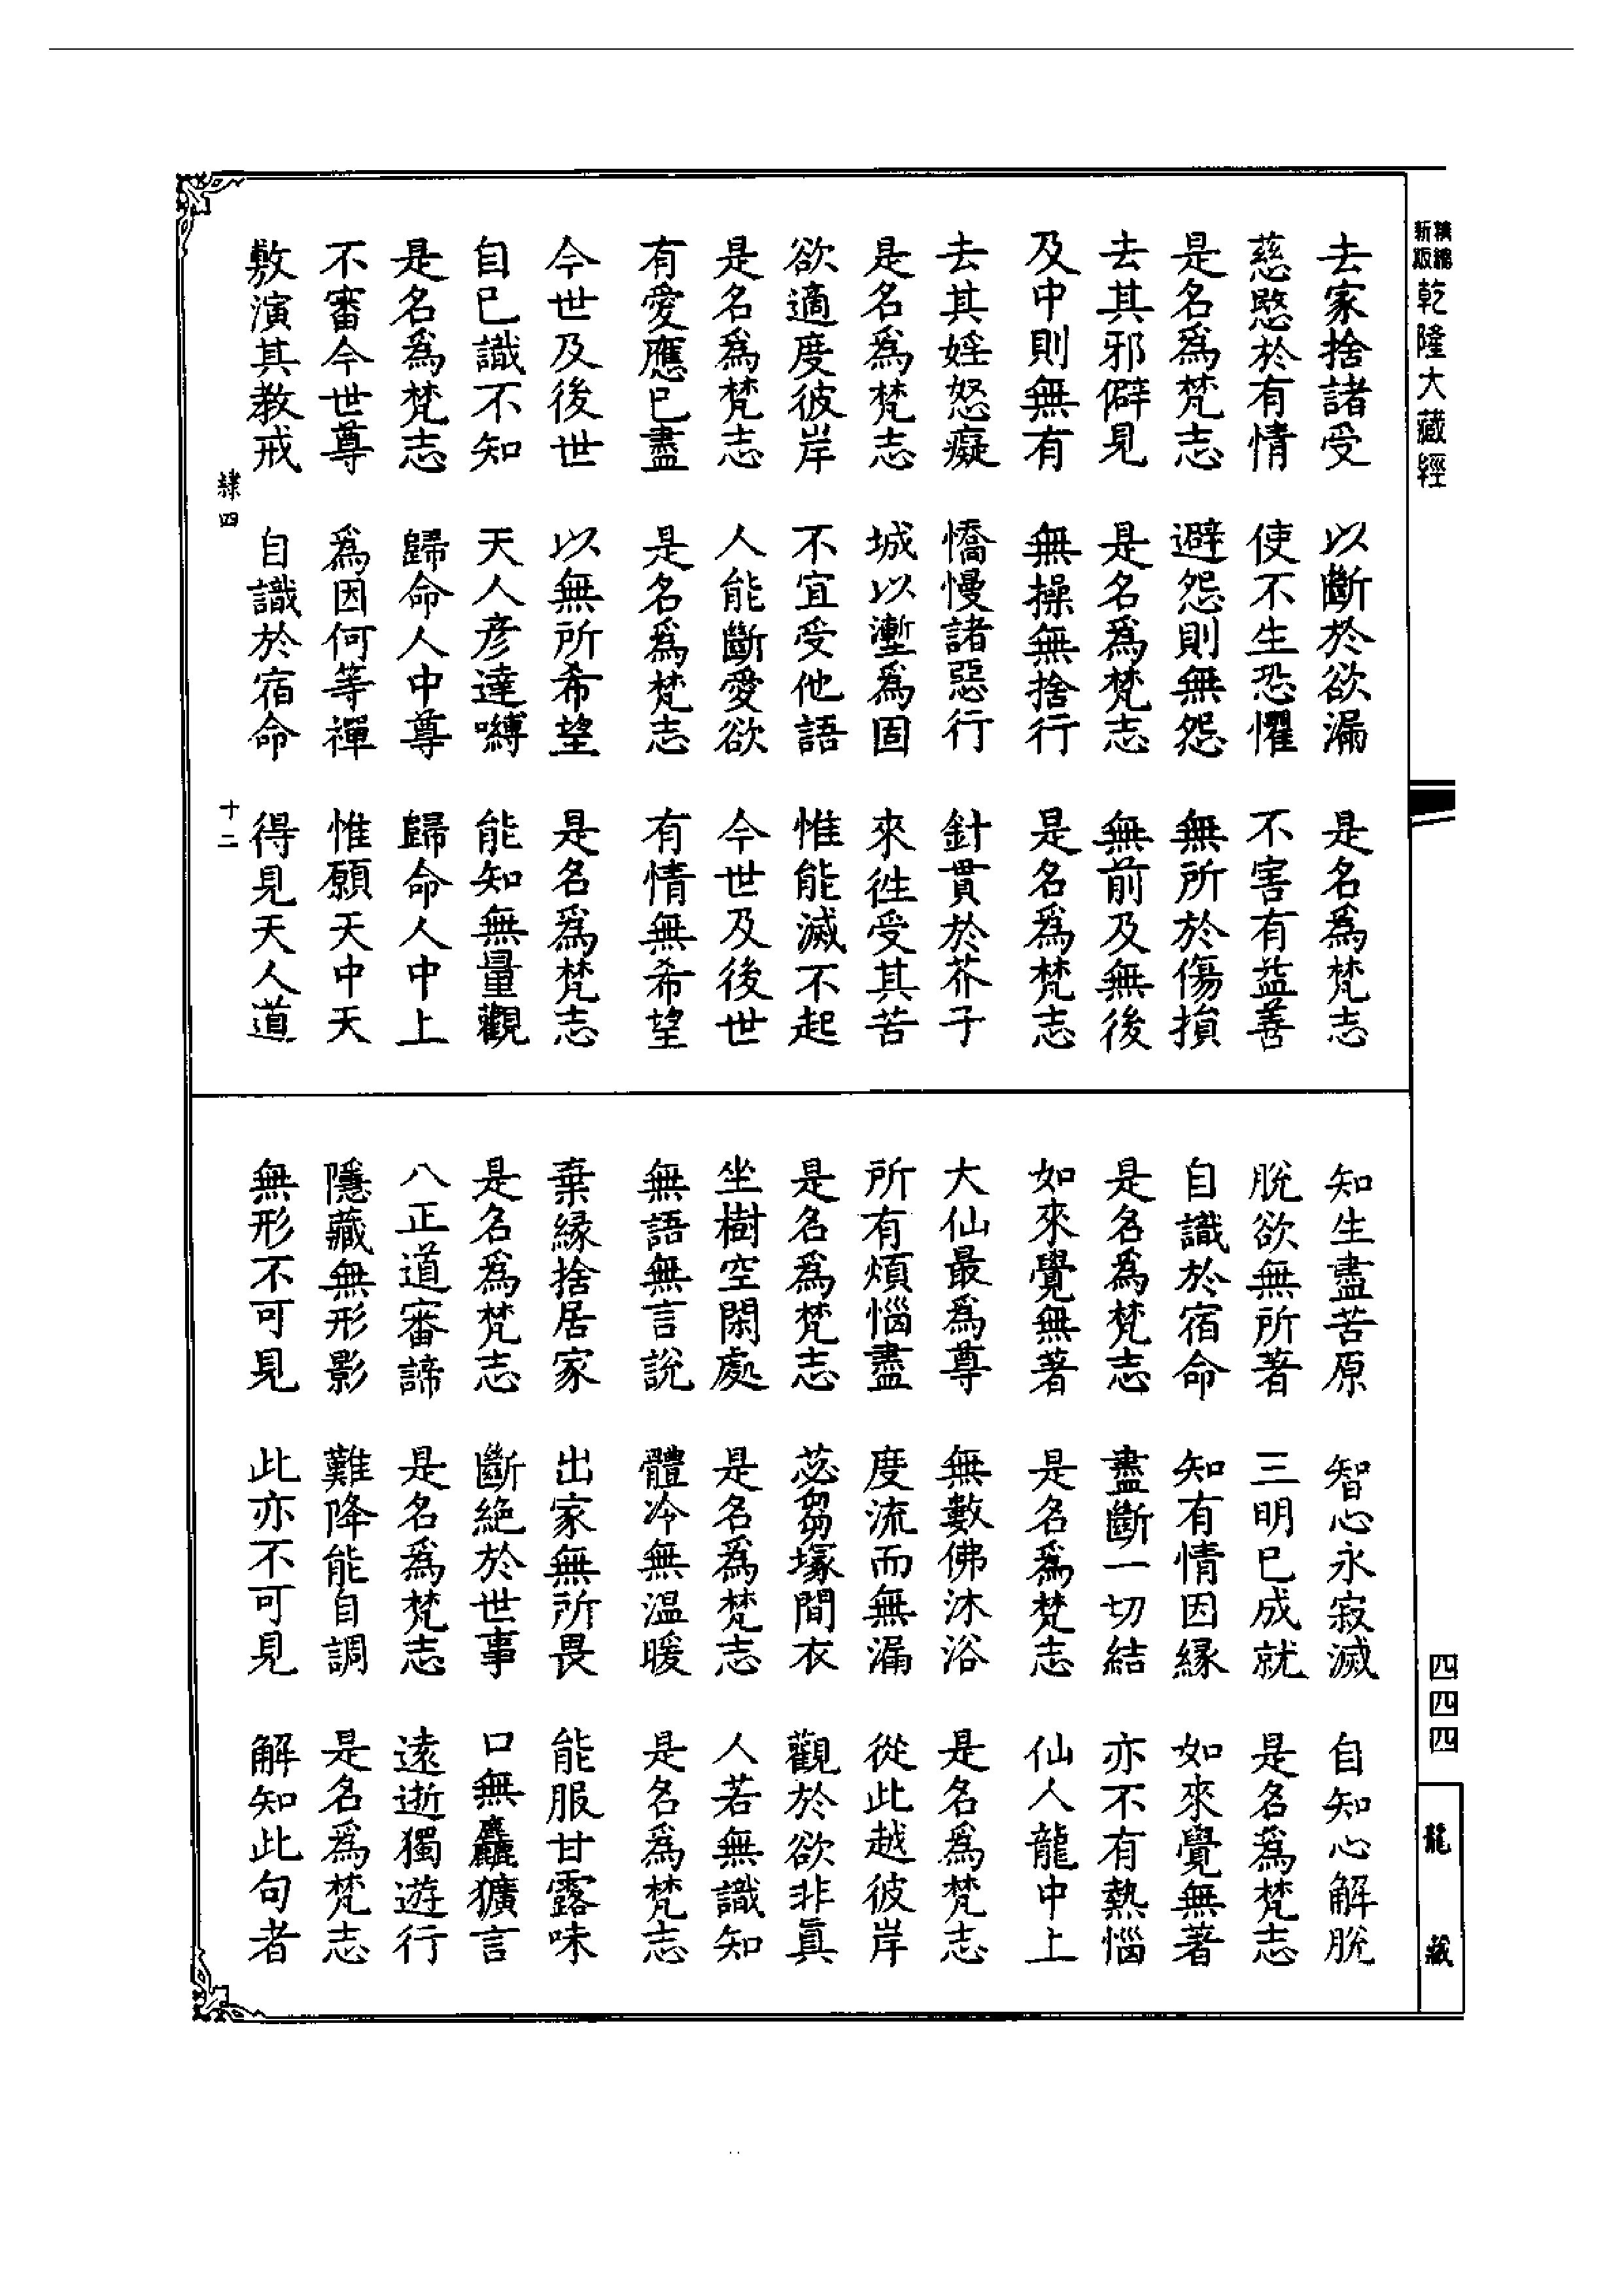 精編新版乾隆大藏經
去家捨諸受　以斷於欲漏　是名爲梵志
慈愍於有情　使不生恐懼　不害有益善
是名爲梵志　避怨則無怨　無所於傷損
去其邪僻見　是名爲梵志　無前及無後
及中則無有　無操無捨行　是名爲梵志
去其婬怒癡　憍慢諸惡行　針貫於芥子
是名爲梵志　城以塹爲固　來徃受其苦
欲適度彼岸　不宜受他語　惟能滅不起
是名爲梵志　人能斷愛欲　今世及後世
有愛應已盡　是名爲梵志　有情無希望
今世及後世　以無所希望　是名爲梵志
自已識不知　天人彥達嚩　能知無量觀
是名爲梵志　歸命人中尊　歸命人中上
不審今世尊　爲因何等禪　惟願天中天
敷演其教戒　自識於宿命　得見天人道
隸四　十二
知生盡苦原　智心永寂滅　自知心解脫
脫欲無所著　三明已成就　是名爲梵志
自識於宿命　知有情因緣　如來覺無著
是名爲梵志　盡斷一切結　亦不有熱惱
如來覺無著　是名爲梵志　仙人龍中上
大仙最爲尊　無數佛沐浴　是名爲梵志
所有煩惱盡　度流而無漏　從此越彼岸
是名爲梵志　苾芻塚間衣　觀於欲非眞
坐樹空閑處　是名爲梵志　人若無識知
無語無言說　體冷無温暖　是名爲梵志
棄緣捨居家　出家無所畏　能服甘露味
是名爲梵志　斷絕於世事　口無麤獷言
八正道審諦　是名爲梵志　遠逝獨遊行
隱藏無形影　難降能自調　是名爲梵志
無形不可見　此亦不可見　解知此句者
四四四
龍藏